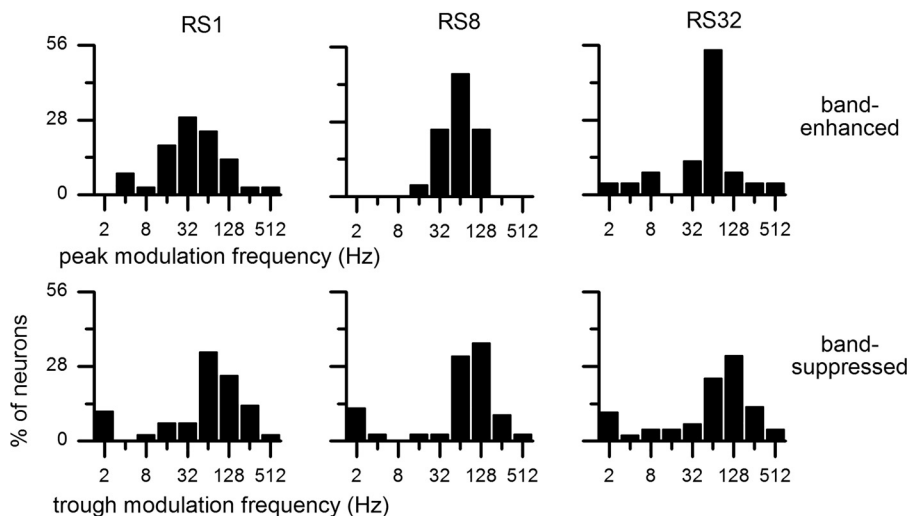 RS1 RS8 RS32
56
28
0
band-
enhanced
2 8 32 128 512 2 8 32 128 512 2 8 32 128 512
peak modulation frequency (Hz)
% of neurons
56
28
0
band-
suppressed
2 8 32 128 512 2 8 32 128 512 2 8 32 128 512
trough modulation frequency (Hz)